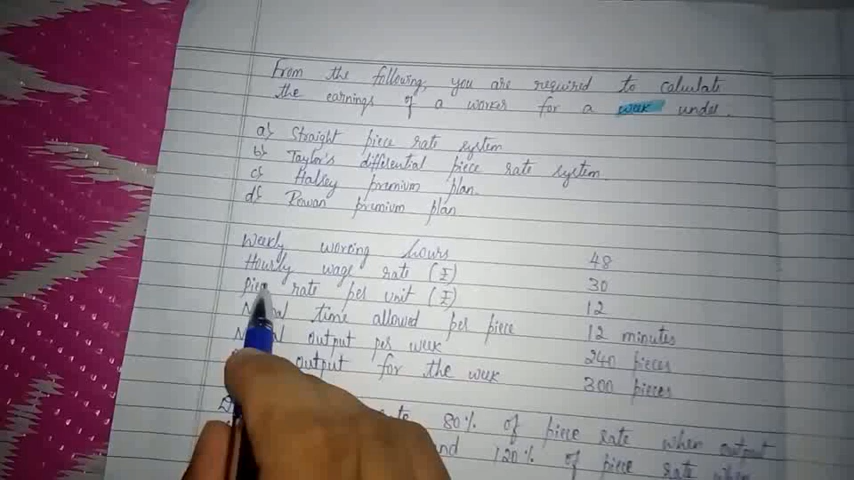 From the following, you are required to calculate
the earnings of a worker for a week under.
a) Straight piece rate system
b) Taylor's differential piece rate system.
c) Halsey premium plan.
d) Rowan premium plan
Weekly working hours 48
Hourly wage rate (₹) 30
Piece rate per unit (₹) 12
time allowed per piece 12 minutes
output per week 240 pieces
output for the week 300 pieces
80% of piece rate when output
and 120% of piece rate when